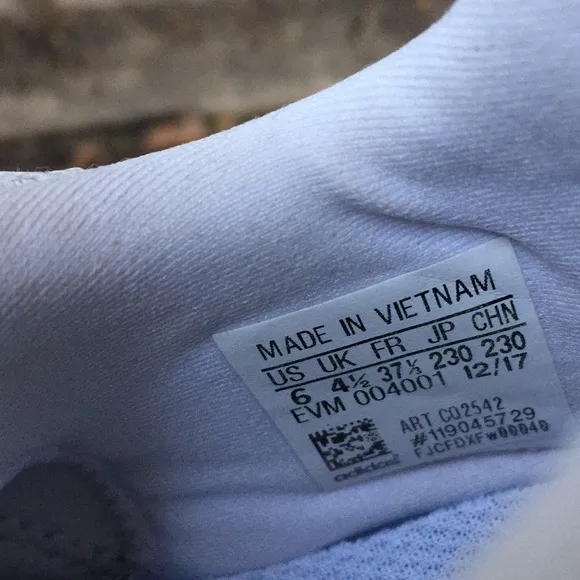 MADE IN VIETNAM
US UK FR JP CHN
6 4½ 37⅓ 230 230
EVM 004001 12/17
ART CQ2542
#119045729
FJCFDXFW00040
adidas